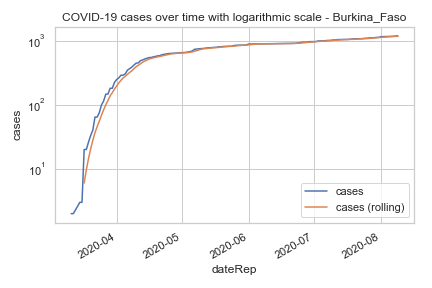 COVID-19 cases over time with logarithmic scale - Burkina_Faso
10³
10²
10¹
cases
cases
cases (rolling)
2020-04
2020-05
2020-06
2020-07
2020-08
dateRep